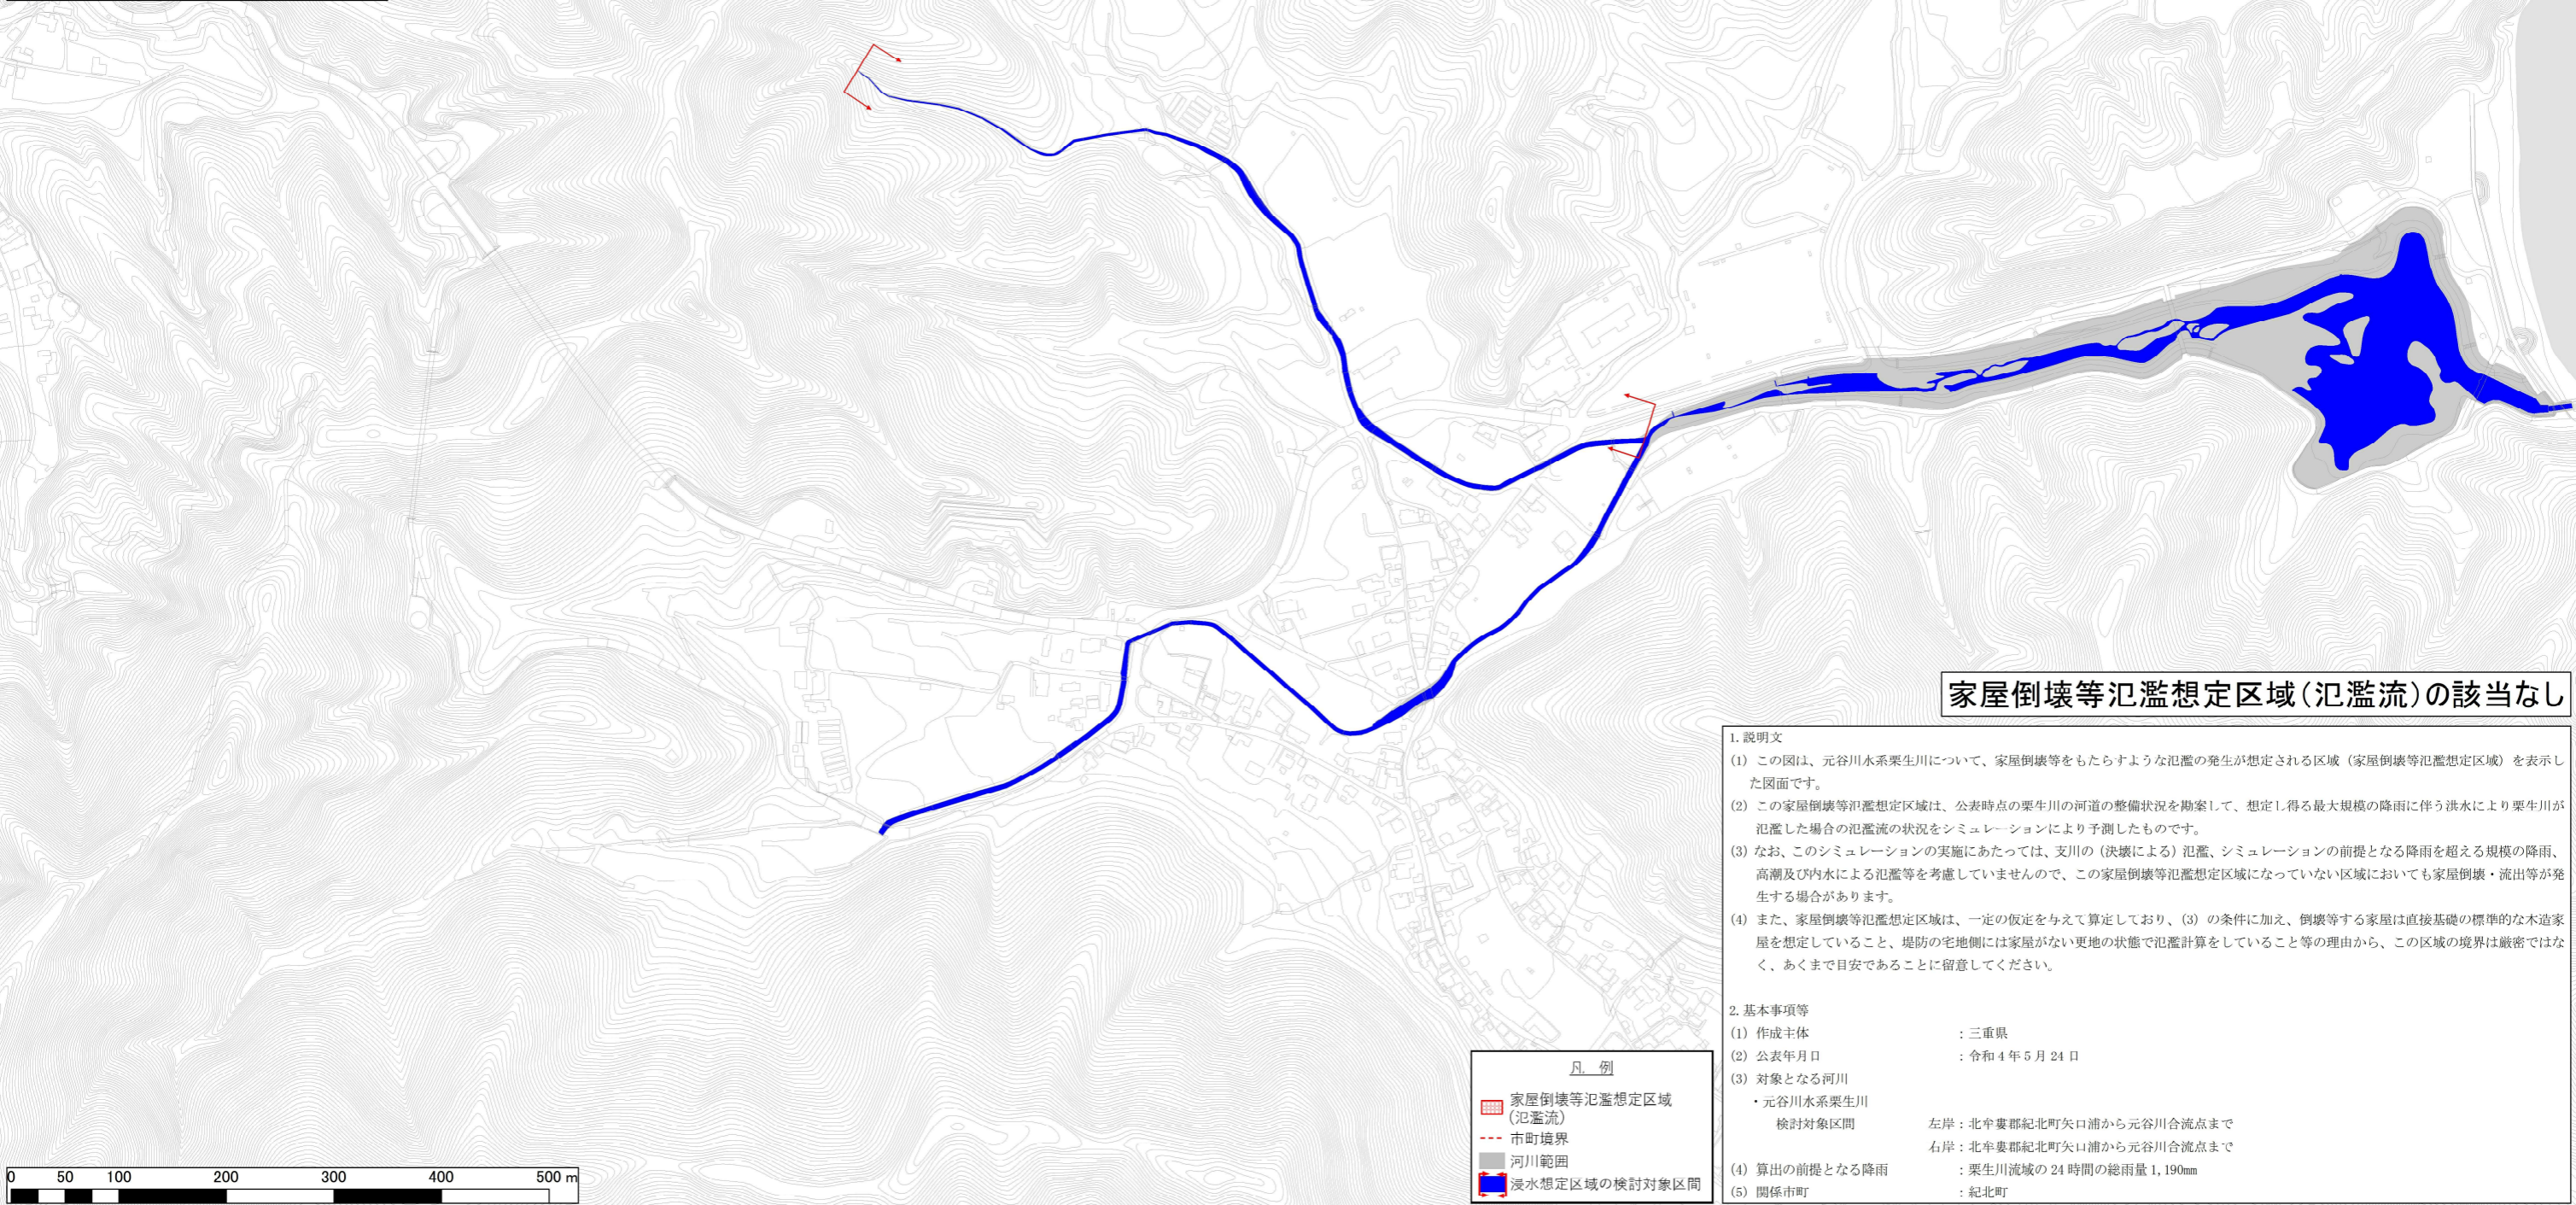 家屋倒壊等氾濫想定区域(氾濫流)の該当なし
1. 説明文
(1) この図は、元谷川水系栗生川について、家屋倒壊等をもたらすような氾濫の発生が想定される区域（家屋倒壊等氾濫想定区域）を表示し
た図面です。
(2) この家屋倒壊等氾濫想定区域は、公表時点の栗生川の河道の整備状況を勘案して、想定し得る最大規模の降雨に伴う洪水により栗生川が
氾濫した場合の氾濫流の状況をシミュレーションにより予測したものです。
(3) なお、このシミュレーションの実施にあたっては、支川の（決壊による）氾濫、シミュレーションの前提となる降雨を超える規模の降雨、
高潮及び内水による氾濫等を考慮していませんので、この家屋倒壊等氾濫想定区域になっていない区域においても家屋倒壊・流出等が発
生する場合があります。
(4) また、家屋倒壊等氾濫想定区域は、一定の仮定を与えて算定しており、(3) の条件に加え、倒壊等する家屋は直接基礎の標準的な木造家
屋を想定していること、堤防の宅地側には家屋がない更地の状態で氾濫計算をしていること等の理由から、この区域の境界は厳密ではな
く、あくまで目安であることに留意してください。
2. 基本事項等
(1) 作成主体 : 三重県
(2) 公表年月日 : 令和 4 年 5 月 24 日
(3) 対象となる河川
・元谷川水系栗生川
検討対象区間 左岸 : 北牟婁郡紀北町矢口浦から元谷川合流点まで
右岸 : 北牟婁郡紀北町矢口浦から元谷川合流点まで
(4) 算出の前提となる降雨 : 栗生川流域の 24 時間の総雨量 1,190mm
(5) 関係市町 : 紀北町
凡 例
家屋倒壊等氾濫想定区域
(氾濫流)
市町境界
河川範囲
浸水想定区域の検討対象区間
0 50 100 200 300 400 500 m